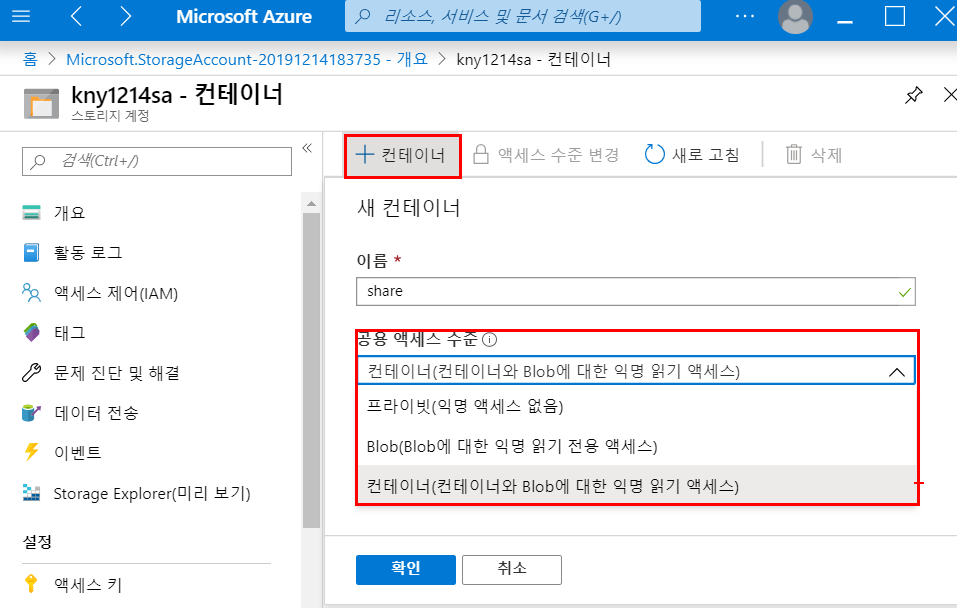 Microsoft Azure
리소스, 서비스 및 문서 검색(G+/)
홈 > Microsoft.StorageAccount-20191214183735 - 개요 > kny1214sa - 컨테이너
kny1214sa - 컨테이너
스토리지 계정
검색(Ctrl+/)
개요
활동 로그
액세스 제어(IAM)
태그
문제 진단 및 해결
데이터 전송
이벤트
Storage Explorer(미리 보기)
설정
액세스 키
+ 컨테이너
액세스 수준 변경
새로 고침
삭제
새 컨테이너
이름 *
share
공용 액세스 수준
컨테이너(컨테이너와 Blob에 대한 익명 읽기 액세스)
프라이빗(익명 액세스 없음)
Blob(Blob에 대한 익명 읽기 전용 액세스)
컨테이너(컨테이너와 Blob에 대한 익명 읽기 액세스)
확인
취소